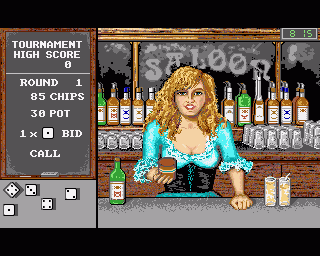 TOURNAMENT
HIGH SCORE
0
ROUND 1
85 CHIPS
30 POT
1 x BID
CALL
SALOON
8 15